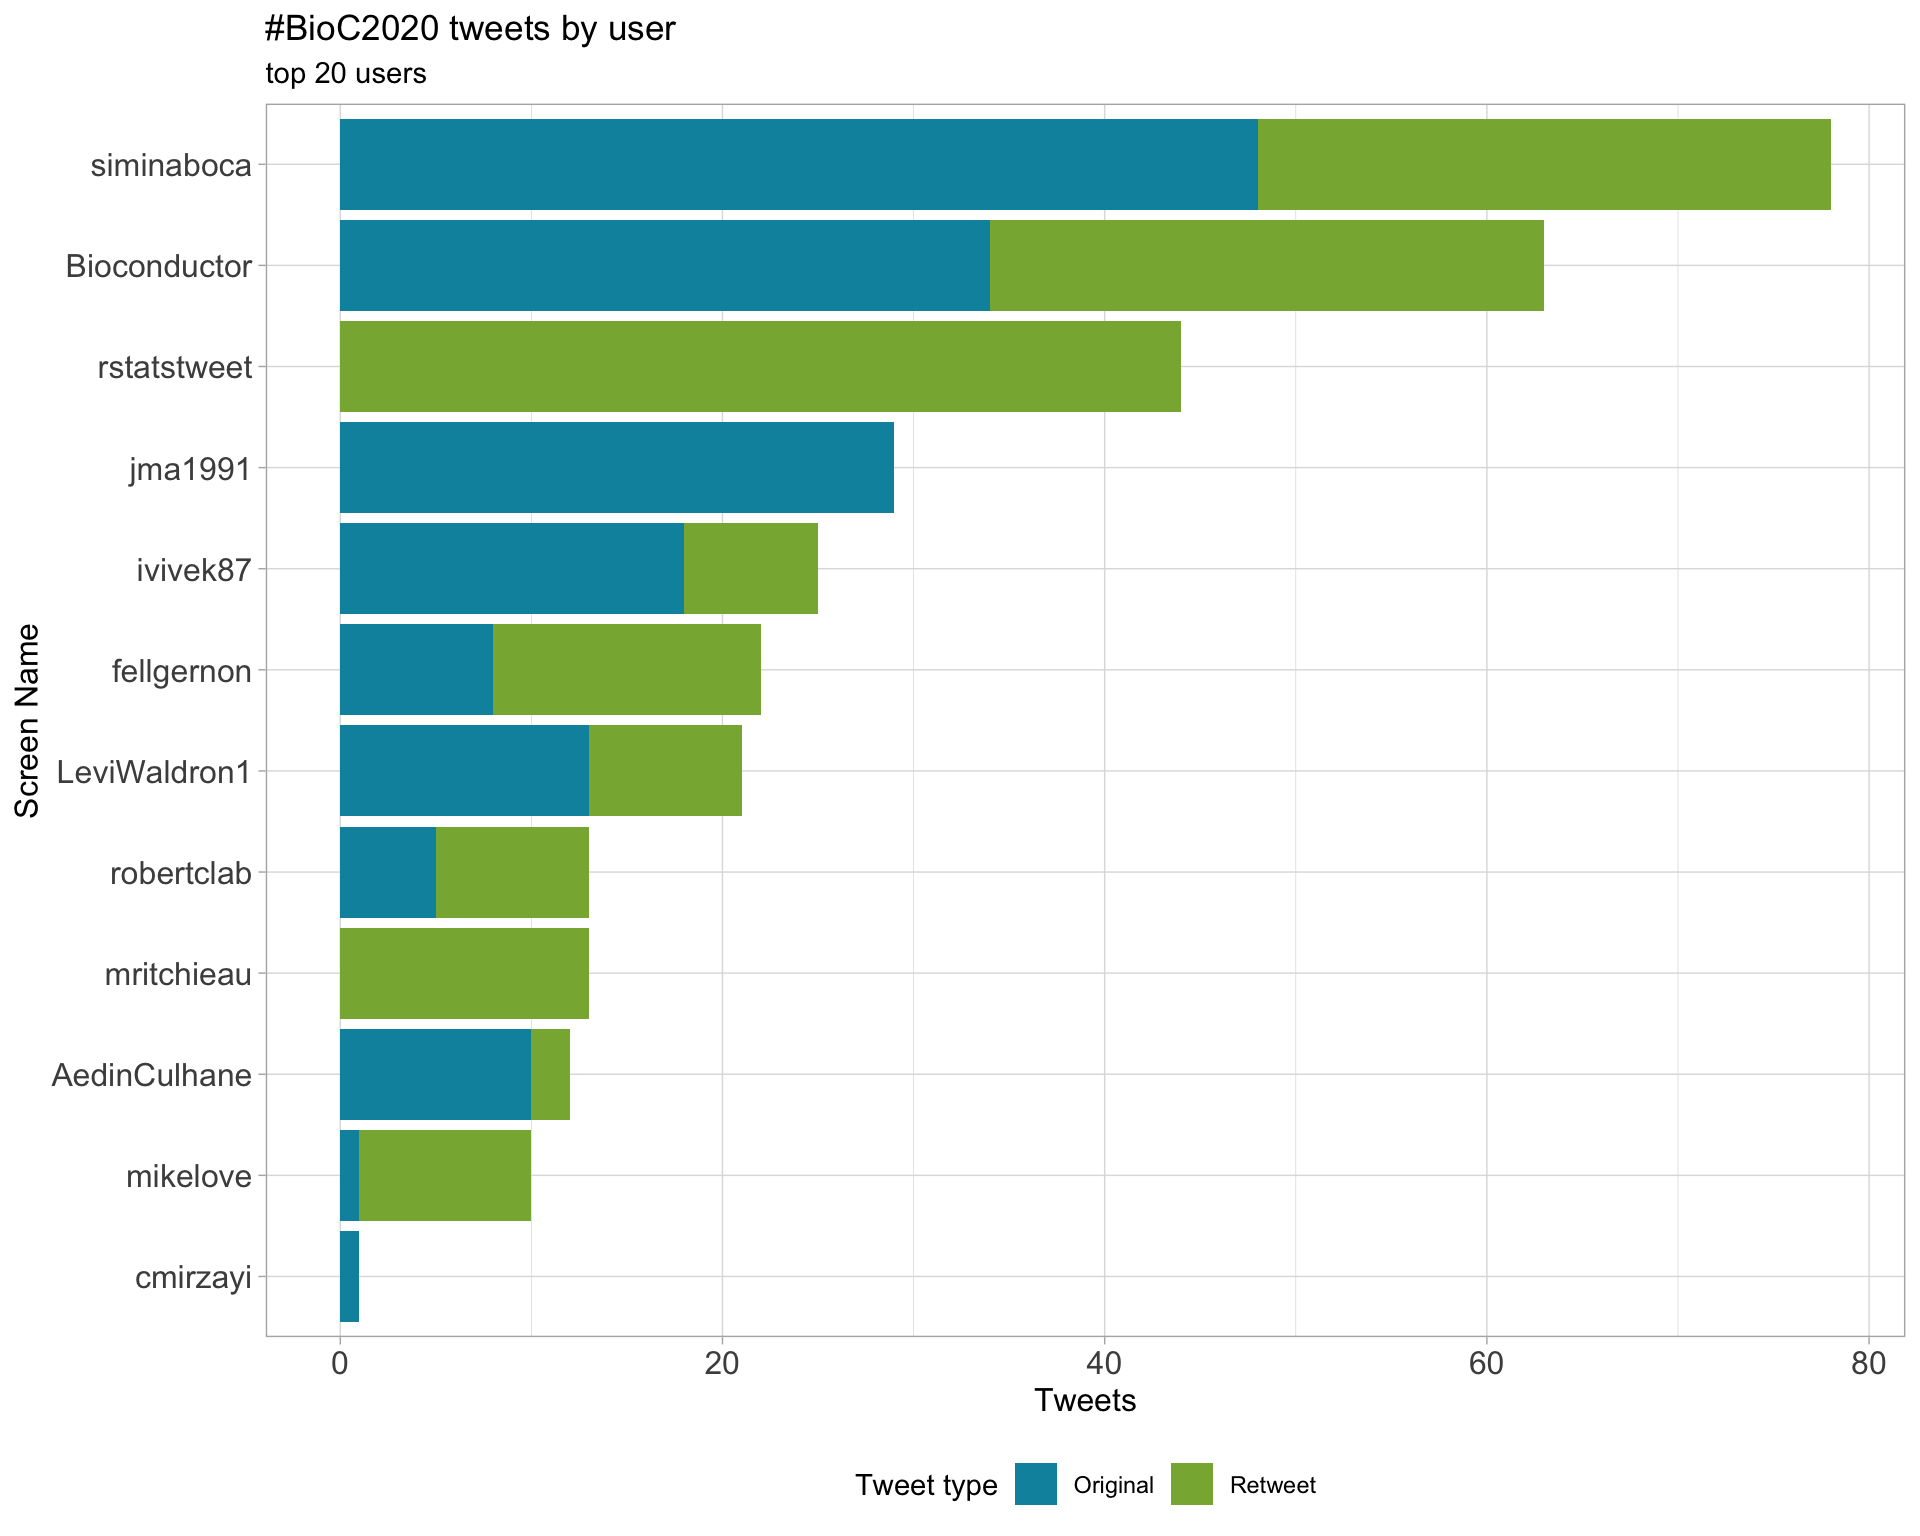 #BioC2020 tweets by user
top 20 users
Screen Name
siminaboca
Bioconductor
rstatstweet
jma1991
ivivek87
fellgernon
LeviWaldron1
robertclab
mritchieau
AedinCulhane
mikelove
cmirzayi
0 20 40 60 80
Tweets
Tweet type Original Retweet